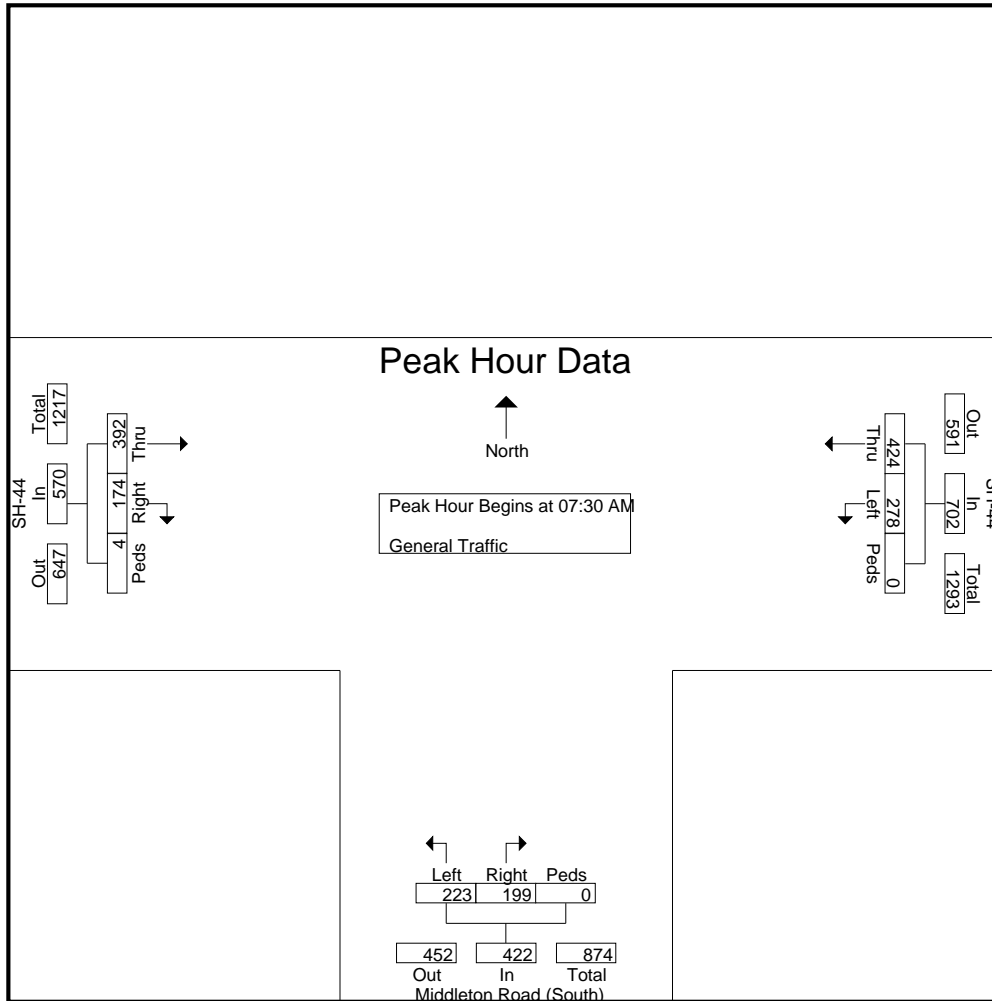 Peak Hour Data
North
Peak Hour Begins at 07:30 AM
General Traffic
SH-44
Total In Out
1217 570 647
392 174 4
Thru Right Peds
Out In Total
591 702 1293
424 278 0
Thru Left Peds
SH-44
Left Right Peds
223 199 0
452 422 874
Out In Total
Middleton Road (South)